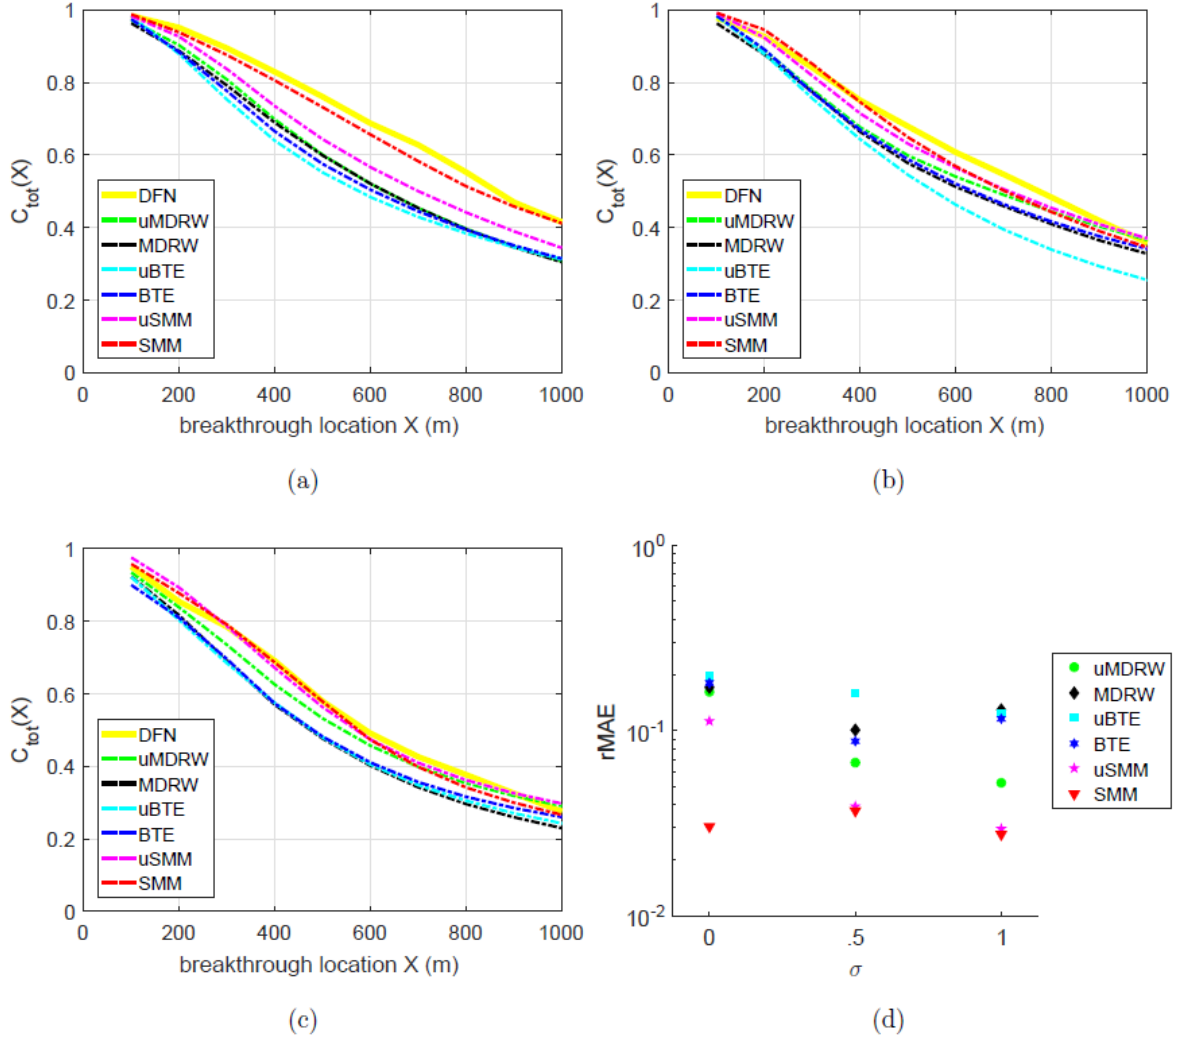 1
0.8
0.6
0.4
0.2
0
C_tot(X)
DFN
uMDRW
MDRW
uBTE
BTE
uSMM
SMM
0 200 400 600 800 1000
breakthrough location X (m)
(a)
1
0.8
0.6
0.4
0.2
0
C_tot(X)
DFN
uMDRW
MDRW
uBTE
BTE
uSMM
SMM
0 200 400 600 800 1000
breakthrough location X (m)
(b)
1
0.8
0.6
0.4
0.2
0
C_tot(X)
DFN
uMDRW
MDRW
uBTE
BTE
uSMM
SMM
0 200 400 600 800 1000
breakthrough location X (m)
(c)
10^0
10^-1
10^-2
rMAE
uMDRW
MDRW
uBTE
BTE
uSMM
SMM
0 .5 1
σ
(d)